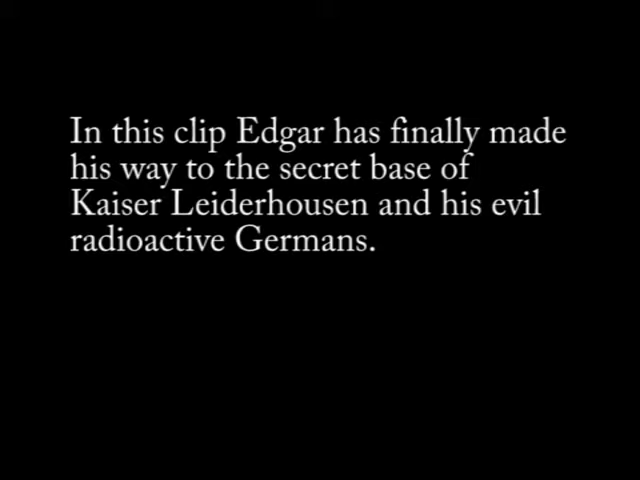 In this clip Edgar has finally made
his way to the secret base of
Kaiser Leiderhousen and his evil
radioactive Germans.